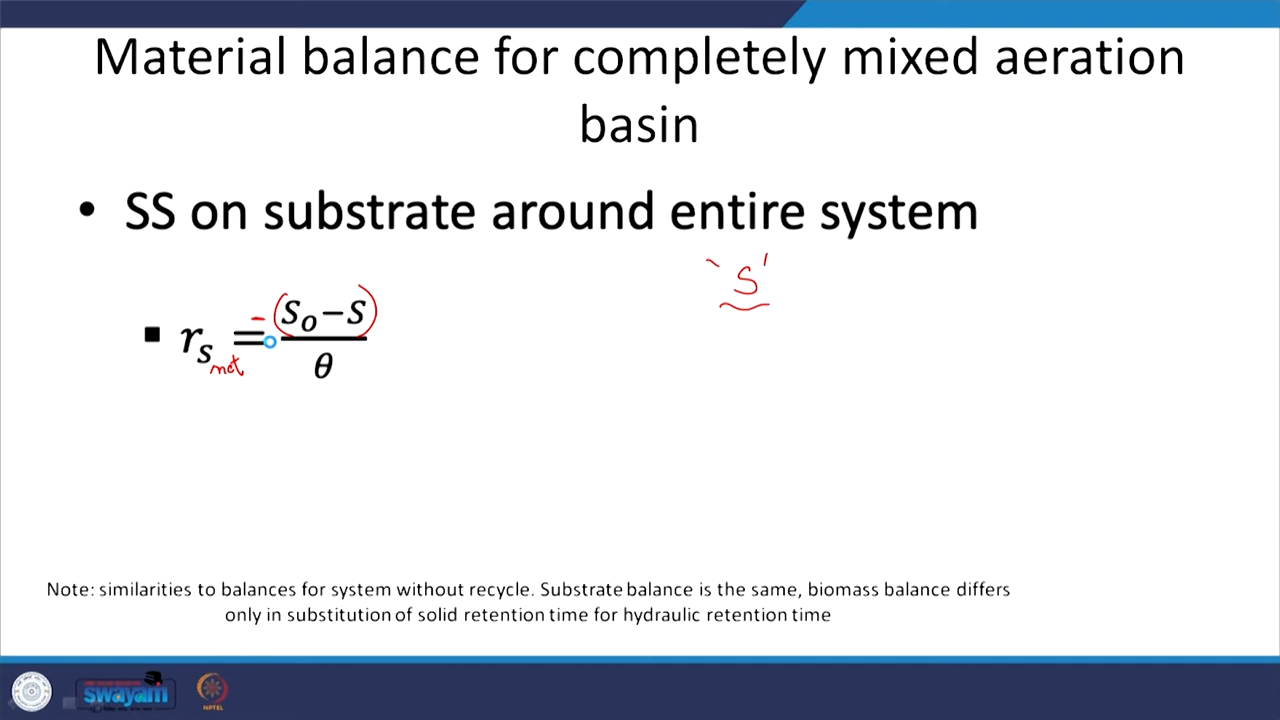 Material balance for completely mixed aeration
basin
• SS on substrate around entire system
`S'
▪ r_S net = -(S_o − S) / θ
Note: similarities to balances for system without recycle. Substrate balance is the same, biomass balance differs
only in substitution of solid retention time for hydraulic retention time
swayam
NPTEL